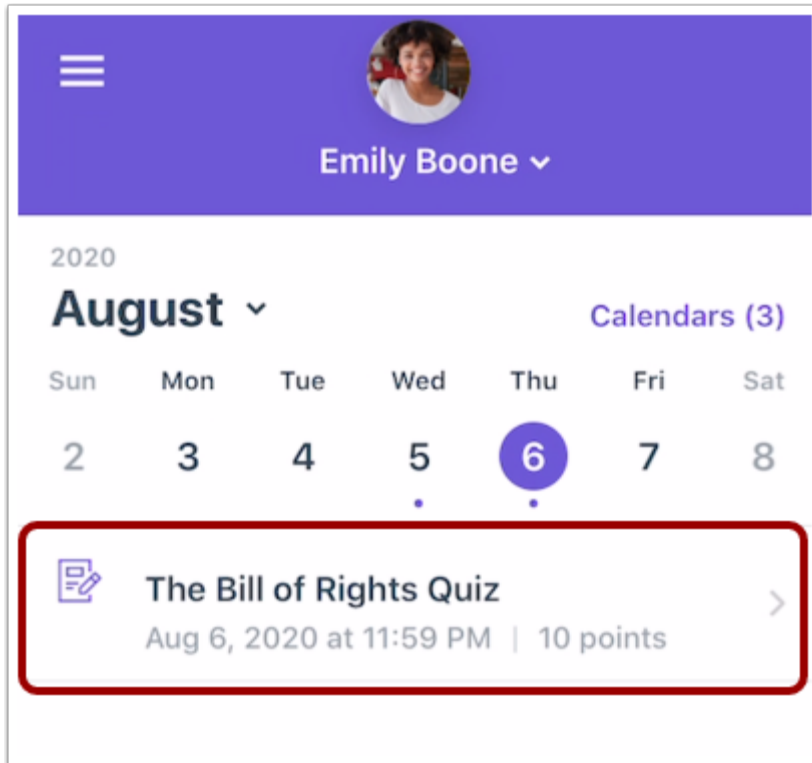 Emily Boone
2020
August
Calendars (3)
Sun Mon Tue Wed Thu Fri Sat
2 3 4 5 6 7 8
The Bill of Rights Quiz
Aug 6, 2020 at 11:59 PM | 10 points